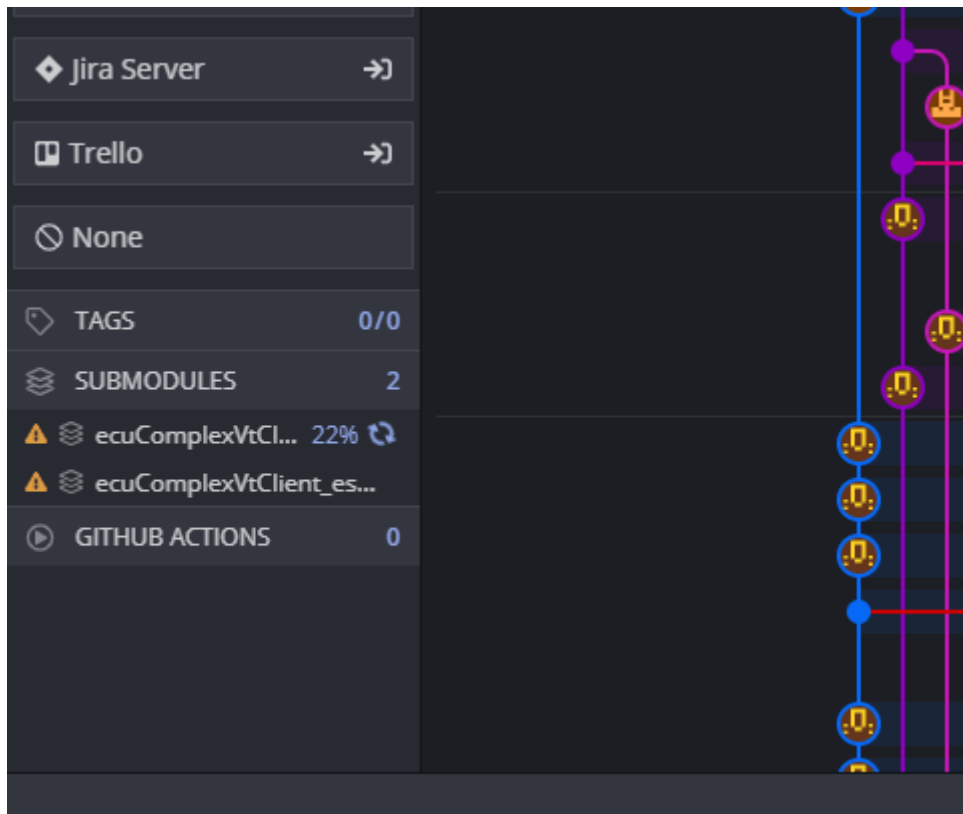 Jira Server
Trello
None
TAGS 0/0
SUBMODULES 2
ecuComplexVtCl... 22%
ecuComplexVtClient_es...
GITHUB ACTIONS 0